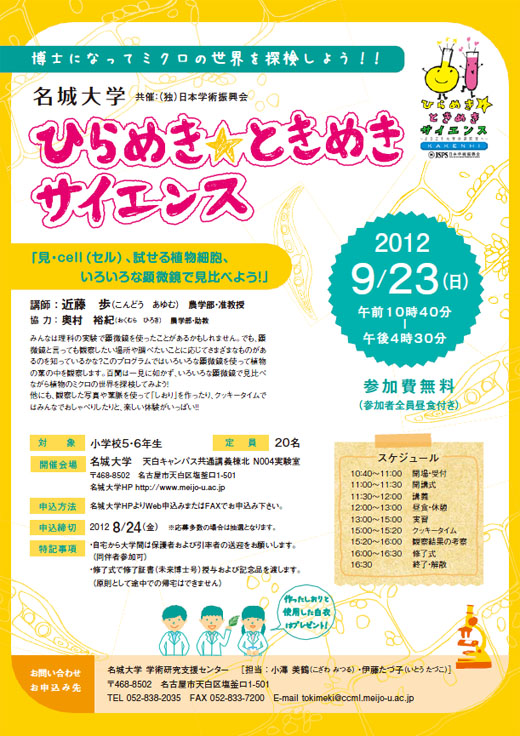 博士になってミクロの世界を探検しよう!!
名城大学 共催:(独)日本学術振興会
ひらめき☆ときめき
サイエンス
ひらめき☆
ときめき
サイエンス
KAKENHI
JSPS 日本学術振興会
「見・cell(セル)、試せる植物細胞、
いろいろな顕微鏡で見比べよう!」
2012
9/23(日)
午前10時40分
|
午後4時30分
講師:近藤 歩(こんどう あゆむ) 農学部・准教授
協力:奥村 裕紀(おくむら ひろき) 農学部・助教
みんなは理科の実験で顕微鏡を使ったことがあるかもしれません。でも、顕
微鏡と言っても観察したい場所や調べたいことに応じてさまざまなものがあ
るのを知っているかな?このプログラムではいろいろな顕微鏡を使って植物
の葉の中を観察します。百聞は一見に如かず、いろいろな顕微鏡で見比べ
ながら植物のミクロの世界を探検してみよう!
他にも、観察した写真や葉脈を使って「しおり」を作ったり、クッキータイムで
はみんなでおしゃべりしたりと、楽しい体験がいっぱい!!
参加費無料
(参加者全員昼食付き)
対象 小学校5・6年生 定員 20名
開催会場 名城大学 天白キャンパス共通講義棟北 N004実験室
〒468-8502 名古屋市天白区塩釜口1-501
名城大学HP http://www.meijo-u.ac.jp
申込方法 名城大学HPよりWeb申込みまたはFAXでお申込み下さい。
申込締切 2012 8/24(金) ※応募多数の場合は抽選となります。
特記事項 ・自宅から大学間は保護者および引率者の送迎をお願いします。
(同伴者参加可)
・修了式で修了証書(未来博士号)授与および記念品を渡します。
(原則として途中での帰宅はできません)
スケジュール
10:40〜11:00 開場・受付
11:00〜11:30 開講式
11:30〜12:00 講義
12:00〜13:00 昼食・休憩
13:00〜15:00 実習
15:00〜15:20 クッキータイム
15:20〜16:00 観察結果の考察
16:00〜16:30 修了式
16:30 終了・解散
作ったしおりと
使用した白衣
はプレゼント!
お問い合わせ
お申込み先
名城大学 学術研究支援センター [担当:小澤 美鶴(こざわ みつる)・伊藤たつ子(いとう たつこ)]
〒468-8502 名古屋市天白区塩釜口1-501
TEL 052-838-2035 FAX 052-833-7200 E-mail tokimeki@ccml.meijo-u.ac.jp